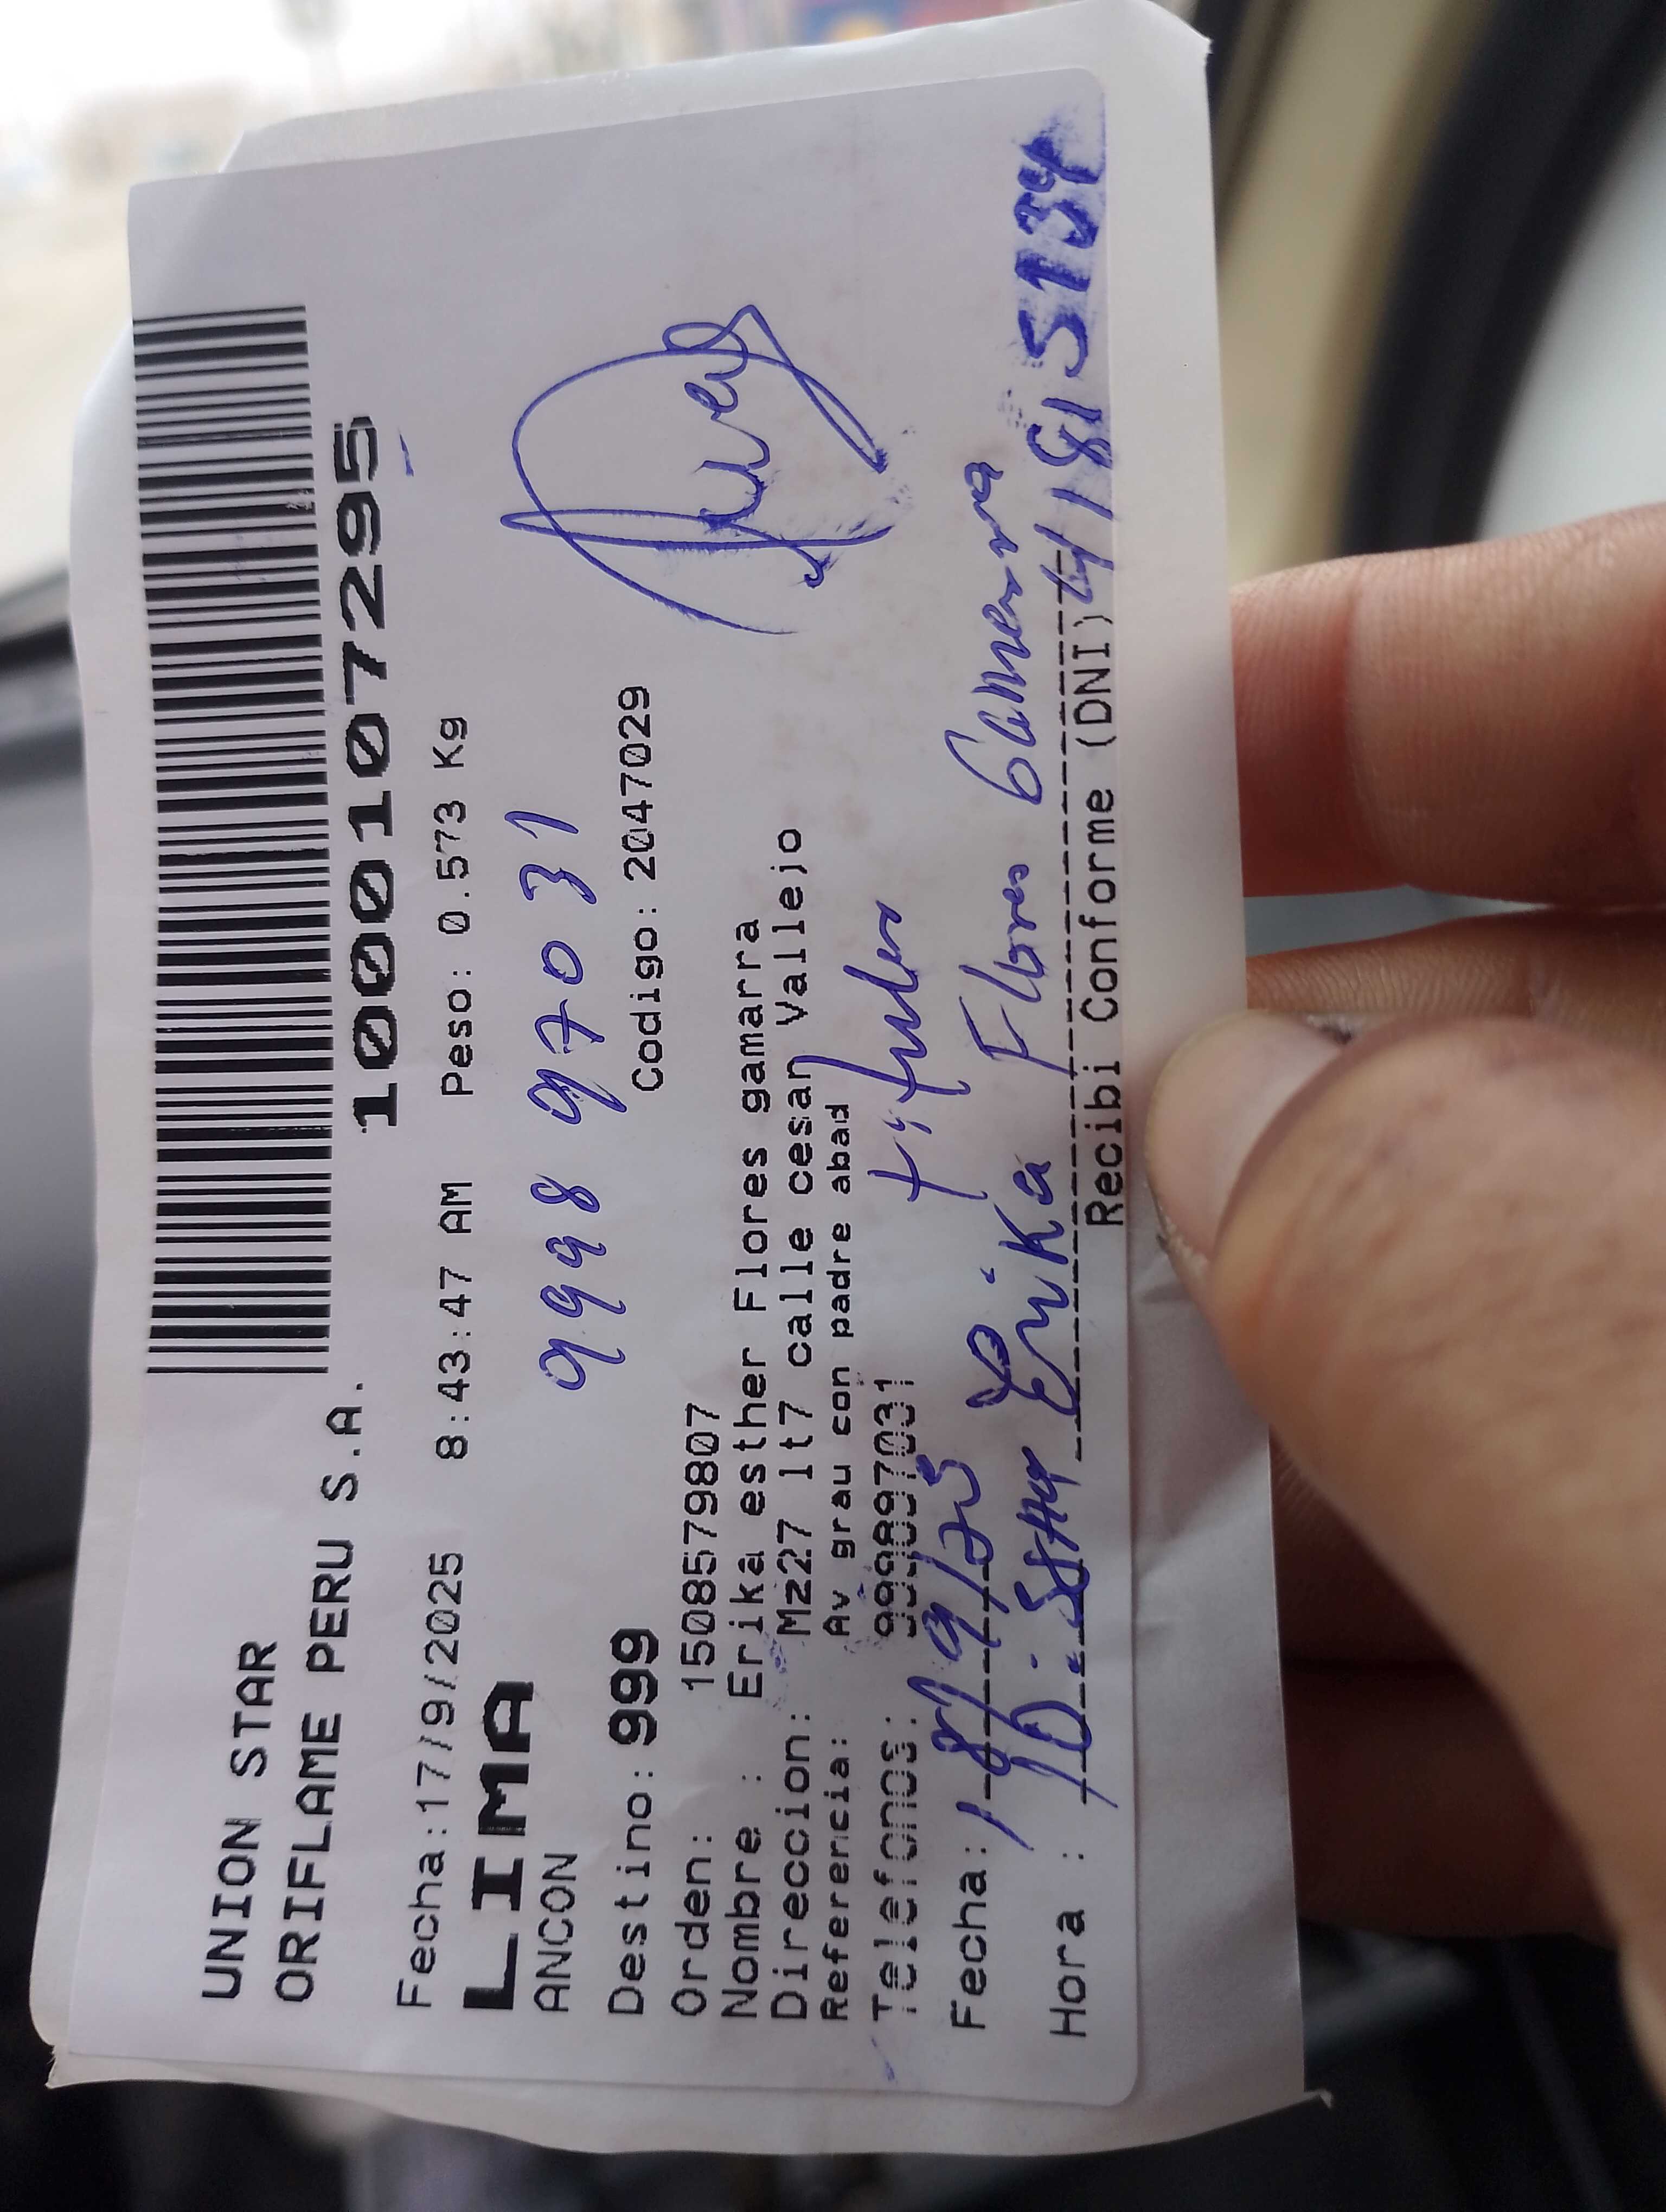 UNION STAR
ORIFLAME PERU S.A.
1000107295
Fecha:17/9/2025 8:43:47 AM Peso: 0.573 Kg
LIMA
ANCON
999897031
Destino: 999
Codigo: 2047029
Orden: 1508579807
Nombre : Erika esther Flores gamarra
Direccion: Mz27 lt7 calle cesar Vallejo
Referencia: Av grau con padre abad
Telefonos: 999897031
titular
Fecha: 18/9/25
Erika Flores Gamarra
Hora : 10:55
Recibi Conforme (DNI) 41815134